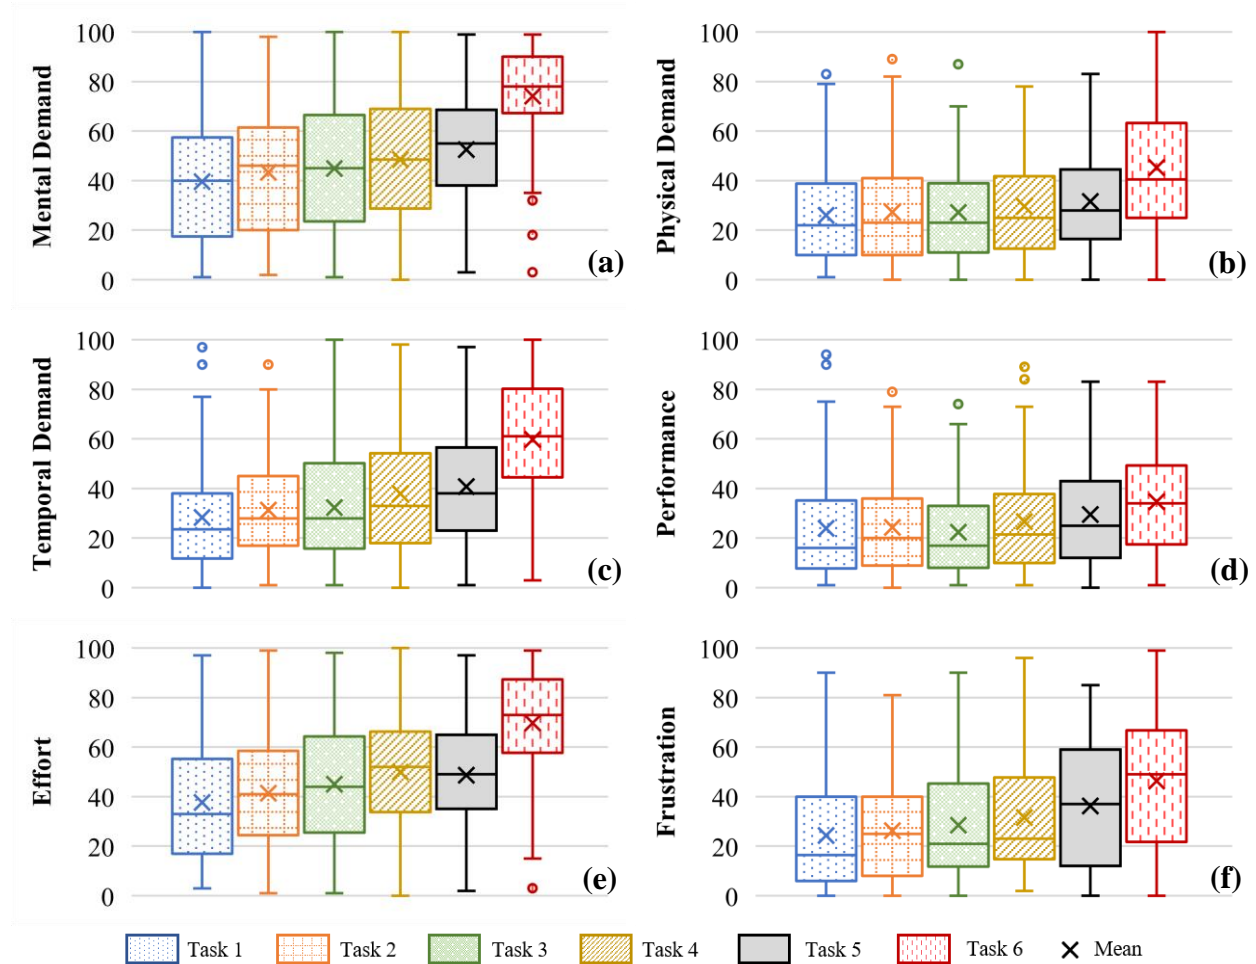 Mental Demand
100
80
60
40
20
0
(a)
Physical Demand
100
80
60
40
20
0
(b)
Temporal Demand
100
80
60
40
20
0
(c)
Performance
100
80
60
40
20
0
(d)
Effort
100
80
60
40
20
0
(e)
Frustration
100
80
60
40
20
0
(f)
Task 1 Task 2 Task 3 Task 4 Task 5 Task 6 Mean